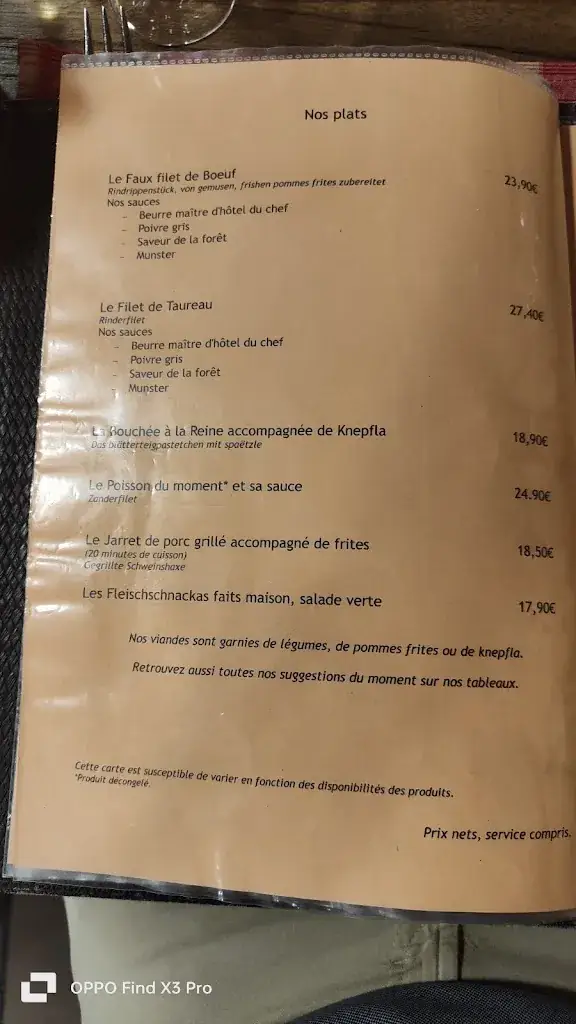 Nos plats
Le Faux filet de Boeuf 23,90€
Rindrippenstück, von gemusen, frishen pommes frites zubereitet
Nos sauces
- Beurre maître d'hôtel du chef
- Poivre gris
- Saveur de la forêt
- Munster
Le Filet de Taureau 27,40€
Rinderfilet
Nos sauces
- Beurre maître d'hôtel du chef
- Poivre gris
- Saveur de la forêt
- Munster
La Bouchée à la Reine accompagnée de Knepfla 18,90€
Das blätterteigpastetchen mit spaëtzle
Le Poisson du moment* et sa sauce 24.90€
Zanderfilet
Le Jarret de porc grillé accompagné de frites 18,50€
(20 minutes de cuisson)
Gegrillte Schweinshaxe
Les Fleischschnackas faits maison, salade verte 17,90€
Nos viandes sont garnies de légumes, de pommes frites ou de knepfla.
Retrouvez aussi toutes nos suggestions du moment sur nos tableaux.
Cette carte est susceptible de varier en fonction des disponibilités des produits.
*Produit décongelé.
Prix nets, service compris.
OPPO Find X3 Pro